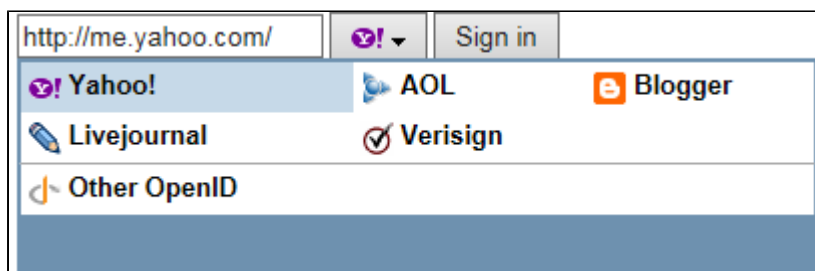 http://me.yahoo.com/ Y! Sign in
Y! Yahoo! AOL Blogger
Livejournal Verisign
Other OpenID